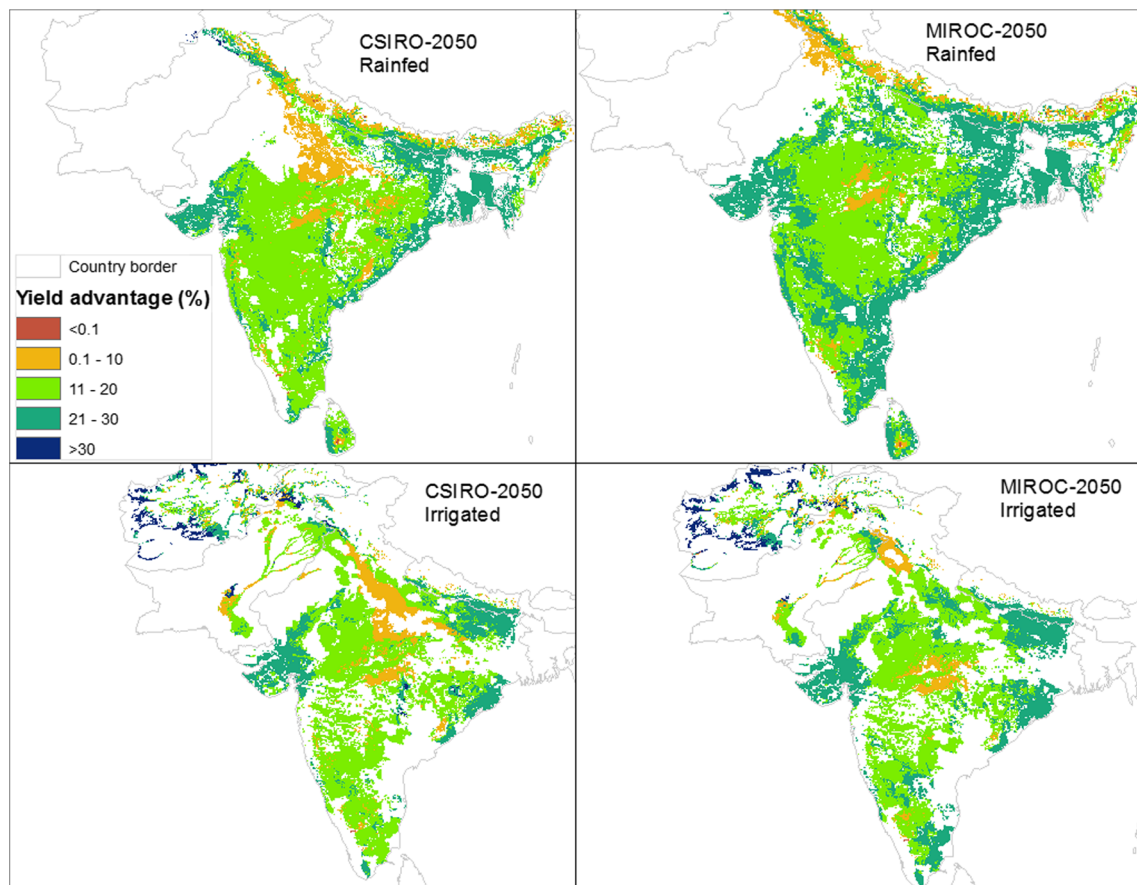 CSIRO-2050
Rainfed
MIROC-2050
Rainfed
Country border
Yield advantage (%)
<0.1
0.1 - 10
11 - 20
21 - 30
>30
CSIRO-2050
Irrigated
MIROC-2050
Irrigated